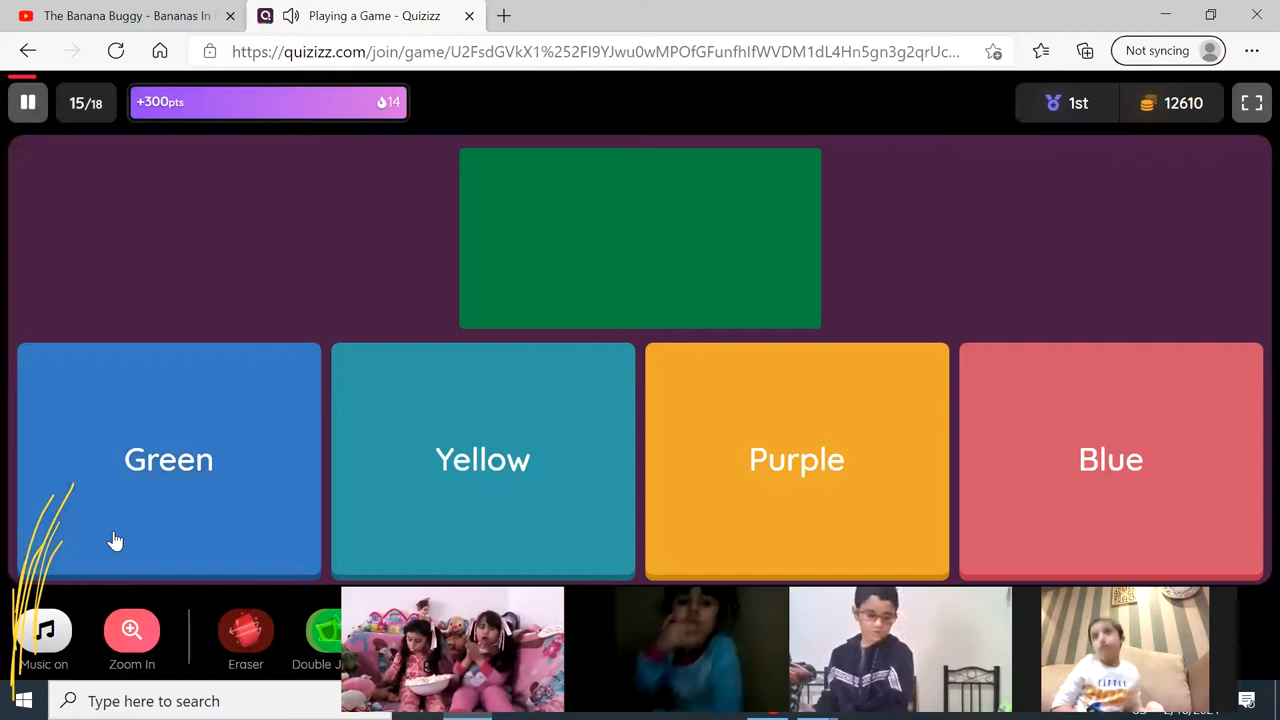 The Banana Buggy - Bananas In
Playing a Game - Quizizz
https://quizizz.com/join/game/U2FsdGVkX1%252FI9YJwu0wMPOfGFunfhIfWVDM1dL4Hn5gn3g2qrUc...
Not syncing
15/18
+300pts
14
1st
12610
Green
Yellow
Purple
Blue
Music on
Zoom In
Eraser
Double J
Type here to search